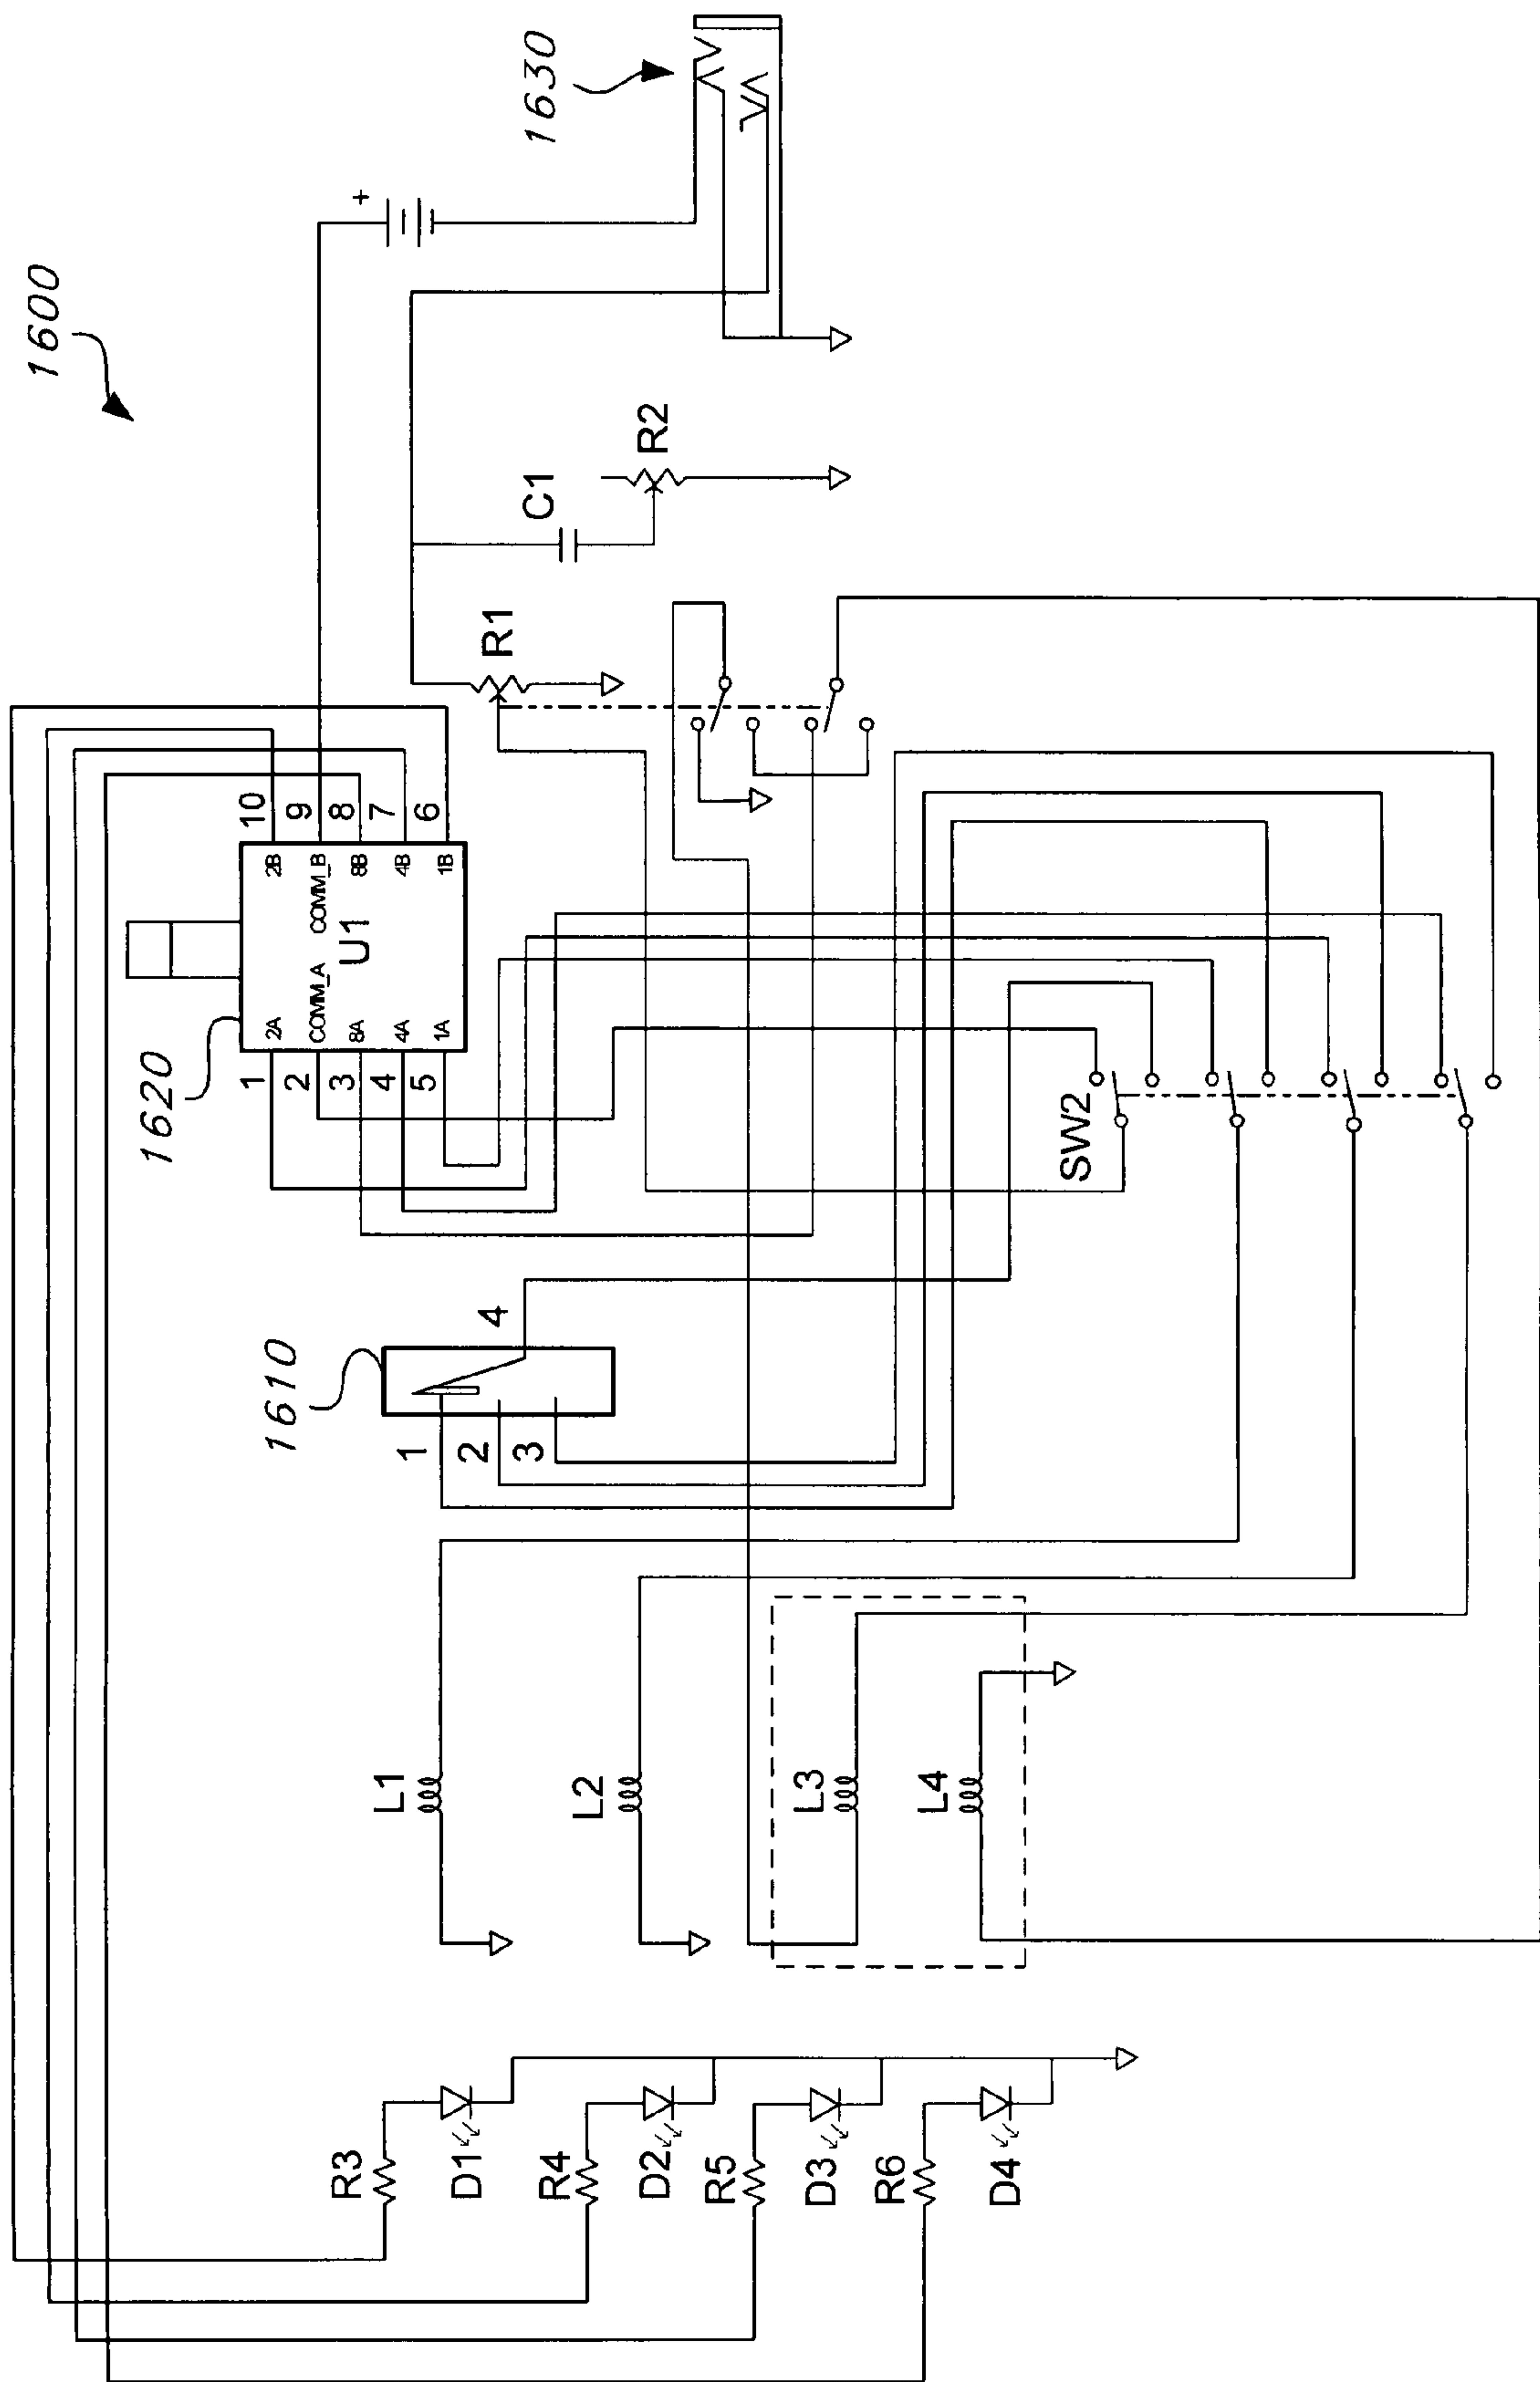 1600
1630
+
C1
R2
R1
1620
10
9
8
7
6
2B
COMM_B
8B
4B
1B
U1
2A
COMM_A
8A
4A
1A
1
2
3
4
5
SW2
1610
4
1
2
3
L1
L2
L3
L4
R3
D1
R4
D2
R5
D3
R6
D4